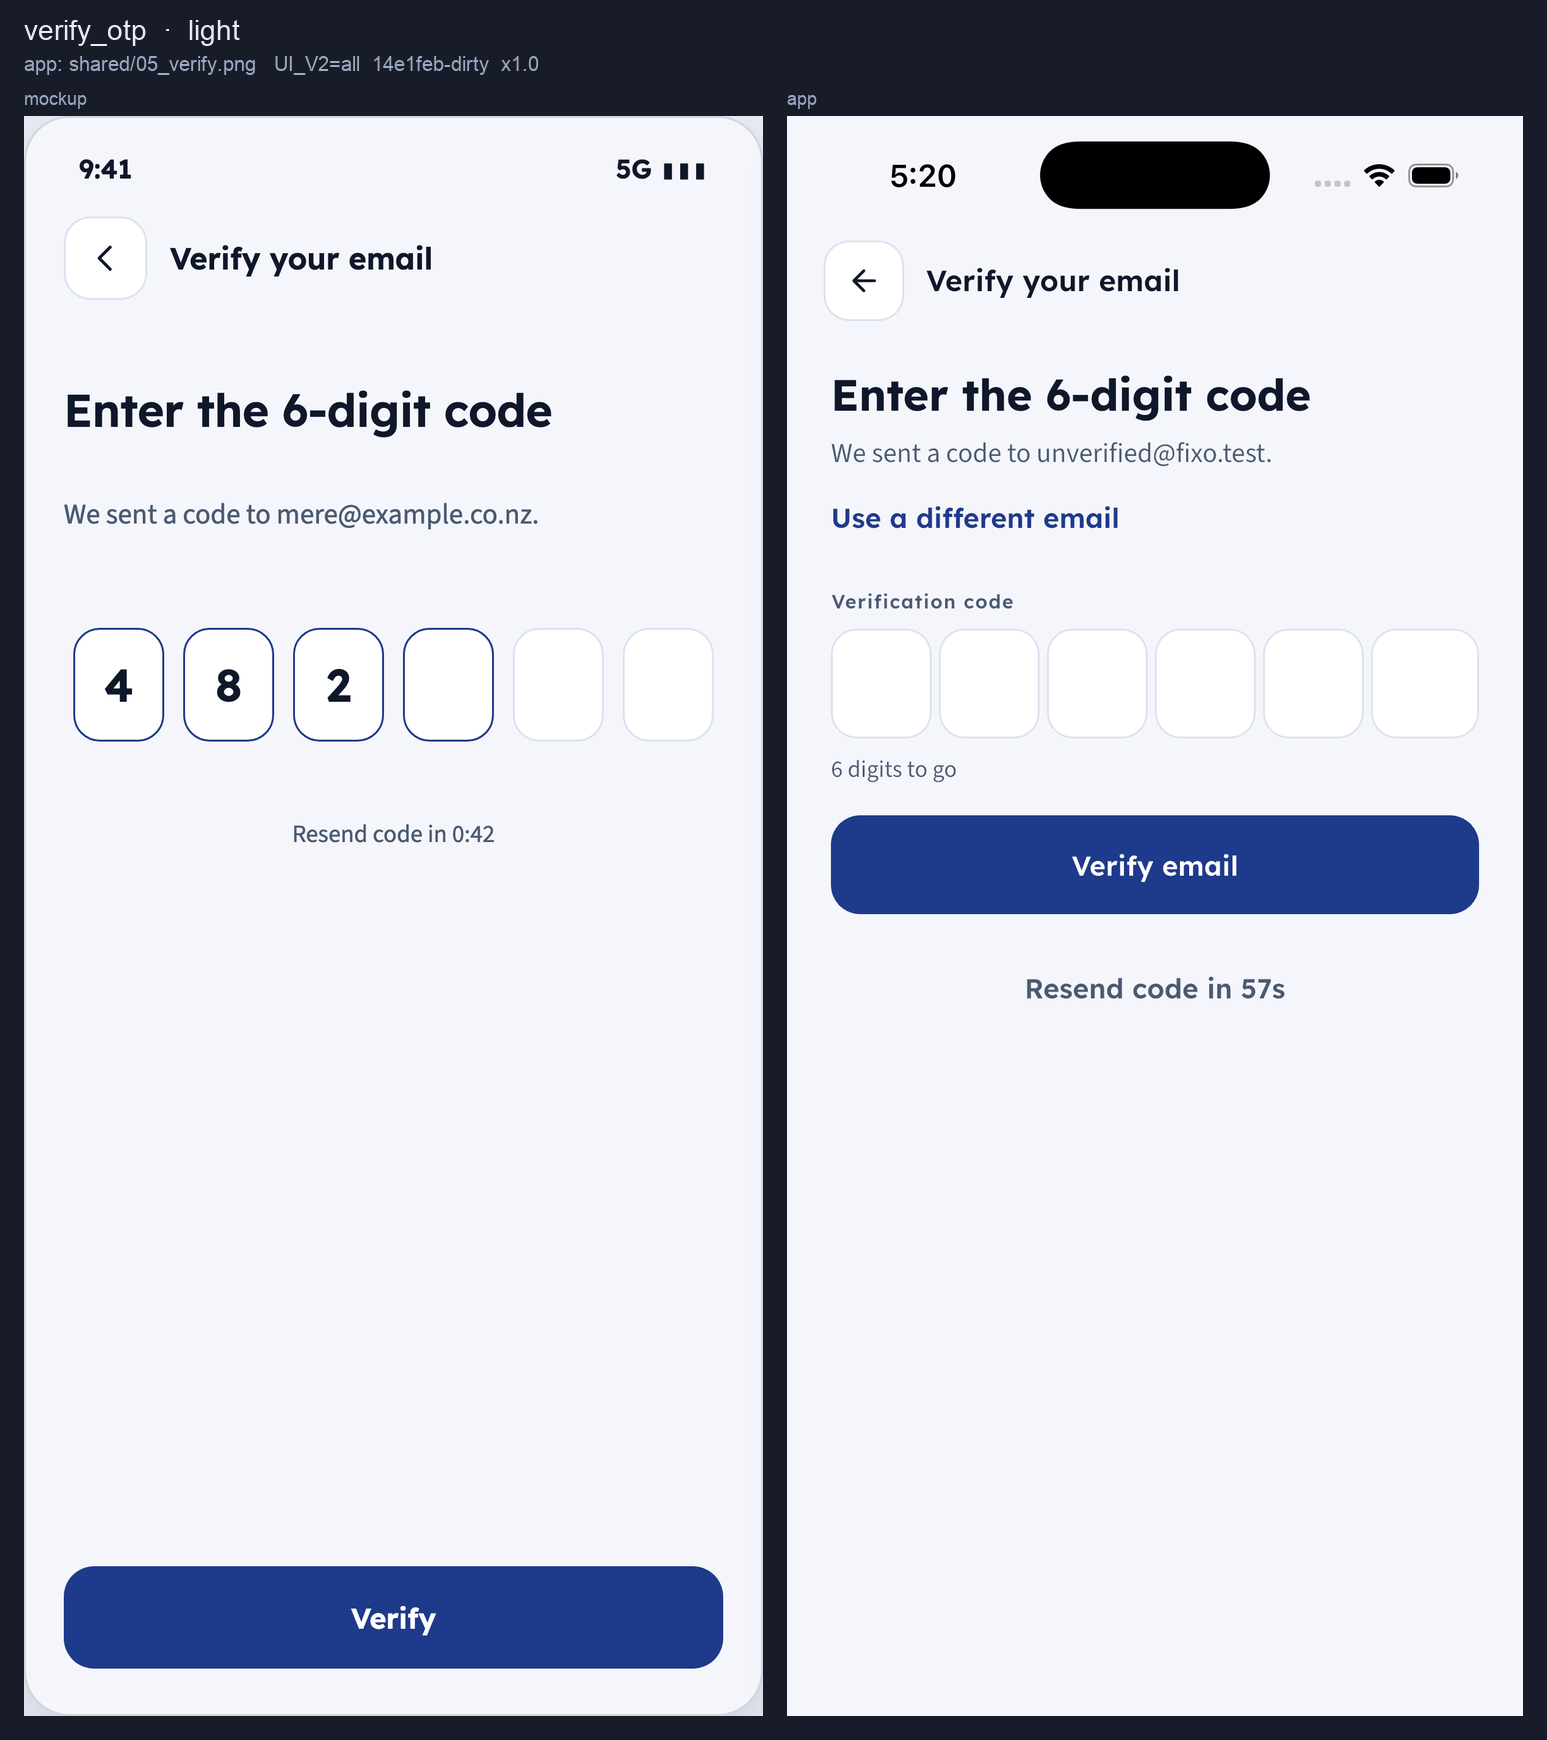 verify_otp · light
app: shared/05_verify.png UI_V2=all 14e1feb-dirty x1.0
mockup
9:41
5G
Verify your email
Enter the 6-digit code
We sent a code to mere@example.co.nz.
4 8 2
Resend code in 0:42
Verify
app
5:20
Verify your email
Enter the 6-digit code
We sent a code to unverified@fixo.test.
Use a different email
Verification code
6 digits to go
Verify email
Resend code in 57s